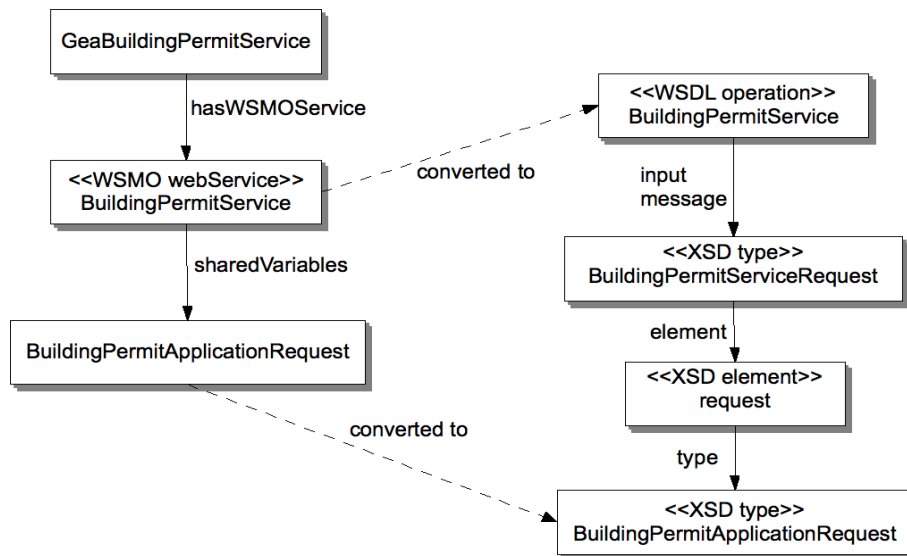 GeaBuildingPermitService
hasWSMOService
<<WSMO webService>>
BuildingPermitService
sharedVariables
BuildingPermitApplicationRequest
converted to
converted to
<<WSDL operation>>
BuildingPermitService
input
message
<<XSD type>>
BuildingPermitServiceRequest
element
<<XSD element>>
request
type
<<XSD type>>
BuildingPermitApplicationRequest